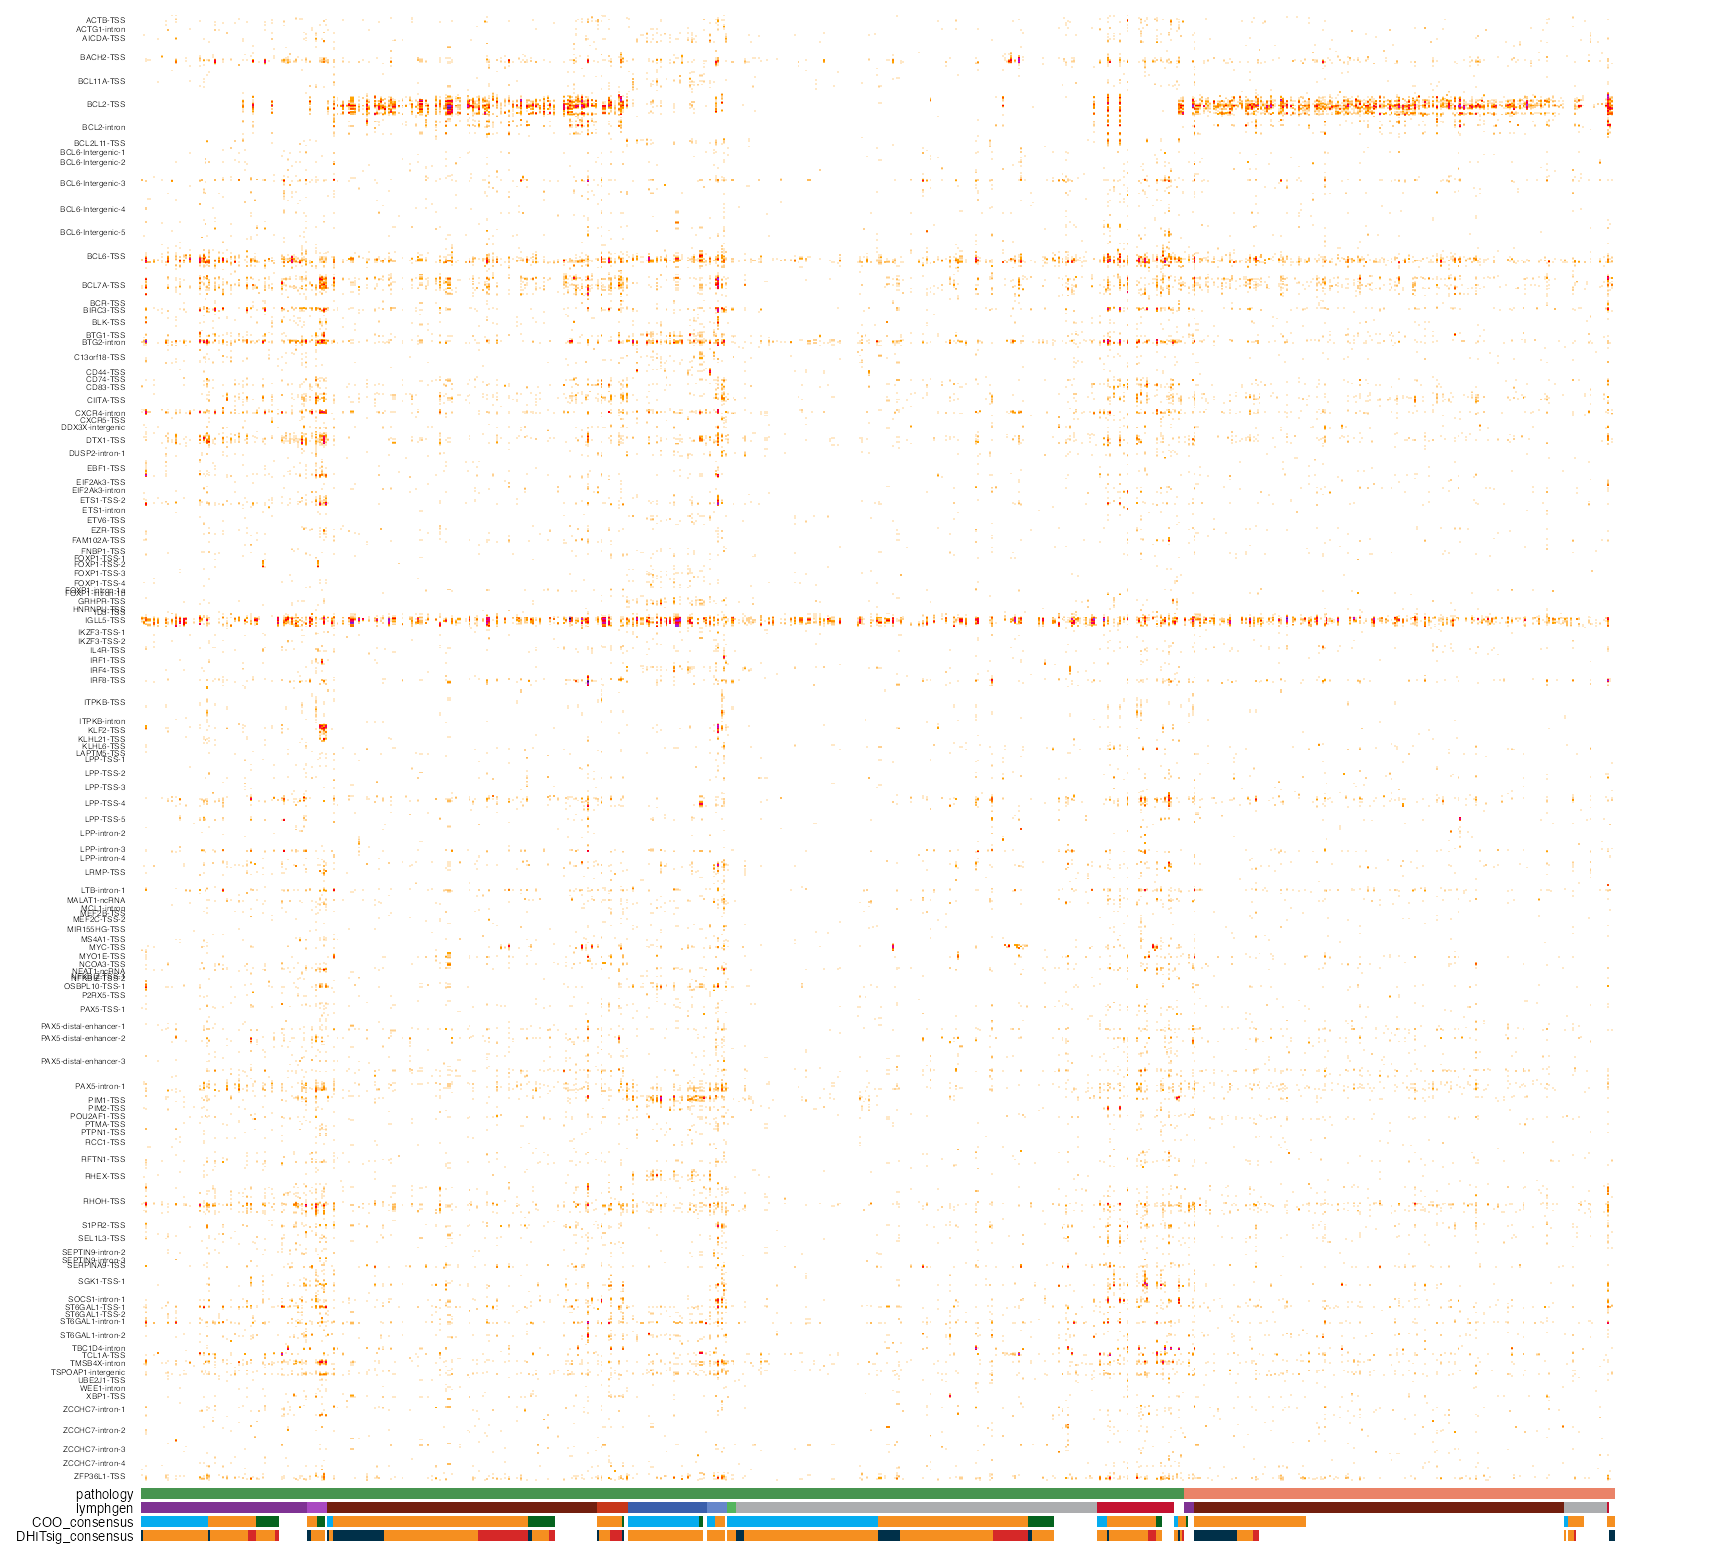 ACTB-TSS
ACTG1-intron
AICDA-TSS
BACH2-TSS
BCL11A-TSS
BCL2-TSS
BCL2-intron
BCL2L11-TSS
BCL6-Intergenic-1
BCL6-Intergenic-2
BCL6-Intergenic-3
BCL6-Intergenic-4
BCL6-Intergenic-5
BCL6-TSS
BCL7A-TSS
BCR-TSS
BIRC3-TSS
BLK-TSS
BTG1-TSS
BTG2-intron
C13orf18-TSS
CD44-TSS
CD74-TSS
CD83-TSS
CIITA-TSS
CXCR4-intron
CXCR5-TSS
DDX3X-intergenic
DTX1-TSS
DUSP2-intron-1
EBF1-TSS
EIF2Ak3-TSS
EIF2Ak3-intron
ETS1-TSS-2
ETS1-intron
ETV6-TSS
EZR-TSS
FAM102A-TSS
FNBP1-TSS
FOXP1-TSS-1
FOXP1-TSS-2
FOXP1-TSS-3
FOXP1-TSS-4
GRHPR-TSS
HNRNPU-TSS
IGLL5-TSS
IKZF3-TSS-1
IKZF3-TSS-2
IL4R-TSS
IRF1-TSS
IRF4-TSS
IRF8-TSS
ITPKB-TSS
ITPKB-intron
KLF2-TSS
KLHL21-TSS
KLHL6-TSS
LAPTM5-TSS
LPP-TSS-1
LPP-TSS-2
LPP-TSS-3
LPP-TSS-4
LPP-TSS-5
LPP-intron-2
LPP-intron-3
LPP-intron-4
LRMP-TSS
LTB-intron-1
MALAT1-ncRNA
MCL1-intron
MEF2B-TSS
MEF2C-TSS-2
MIR155HG-TSS
MS4A1-TSS
MYC-TSS
MYO1E-TSS
NCOA3-TSS
NEAT1-ncRNA
OSBPL10-TSS-1
P2RX5-TSS
PAX5-TSS-1
PAX5-distal-enhancer-1
PAX5-distal-enhancer-2
PAX5-distal-enhancer-3
PAX5-intron-1
PIM1-TSS
PIM2-TSS
POU2AF1-TSS
PTMA-TSS
PTPN1-TSS
RCC1-TSS
RFTN1-TSS
RHEX-TSS
RHOH-TSS
S1PR2-TSS
SEL1L3-TSS
SEPTIN9-intron-2
SEPTIN9-intron-3
SERPINA9-TSS
SGK1-TSS-1
SOCS1-intron-1
ST6GAL1-TSS-1
ST6GAL1-TSS-2
ST6GAL1-intron-1
ST6GAL1-intron-2
TBC1D4-intron
TCL1A-TSS
TMSB4X-intron
TSPOAP1-intergenic
UBE2J1-TSS
WEE1-intron
XBP1-TSS
ZCCHC7-intron-1
ZCCHC7-intron-2
ZCCHC7-intron-3
ZCCHC7-intron-4
ZFP36L1-TSS
pathology
lymphgen
COO_consensus
DHITsig_consensus